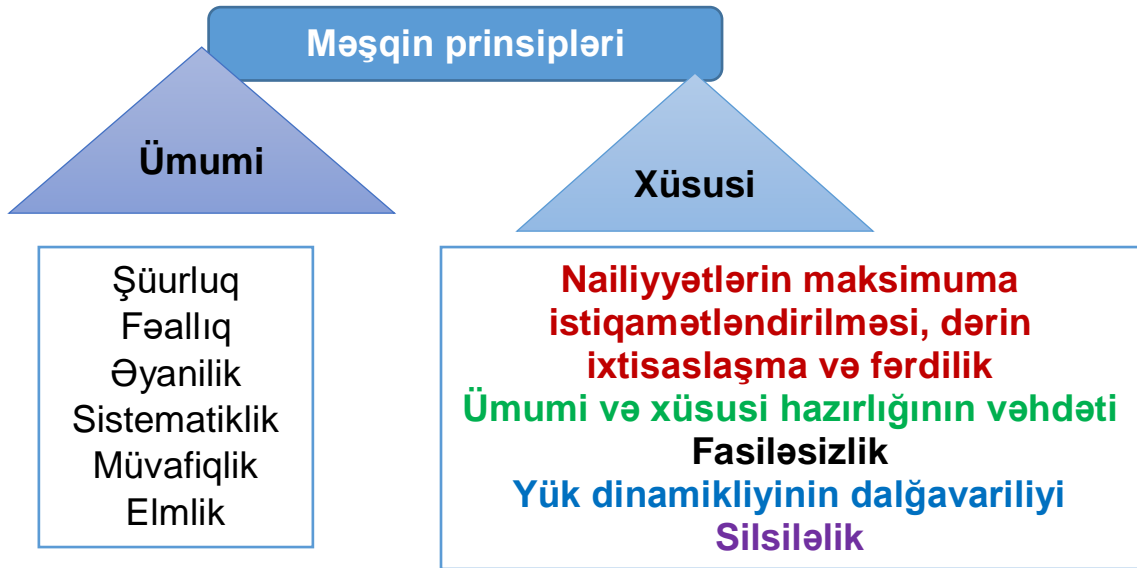 Məşqin prinsipləri
Ümumi
Xüsusi
Şüurluq
Fəallıq
Əyanilik
Sistematiklik
Müvafiqlik
Elmlik
Nailiyyətlərin maksimuma
istiqamətləndirilməsi, dərin
ixtisaslaşma və fərdilik
Ümumi və xüsusi hazırlığının vəhdəti
Fasiləsizlik
Yük dinamikliyinin dalğavariliyi
Silsiləlik